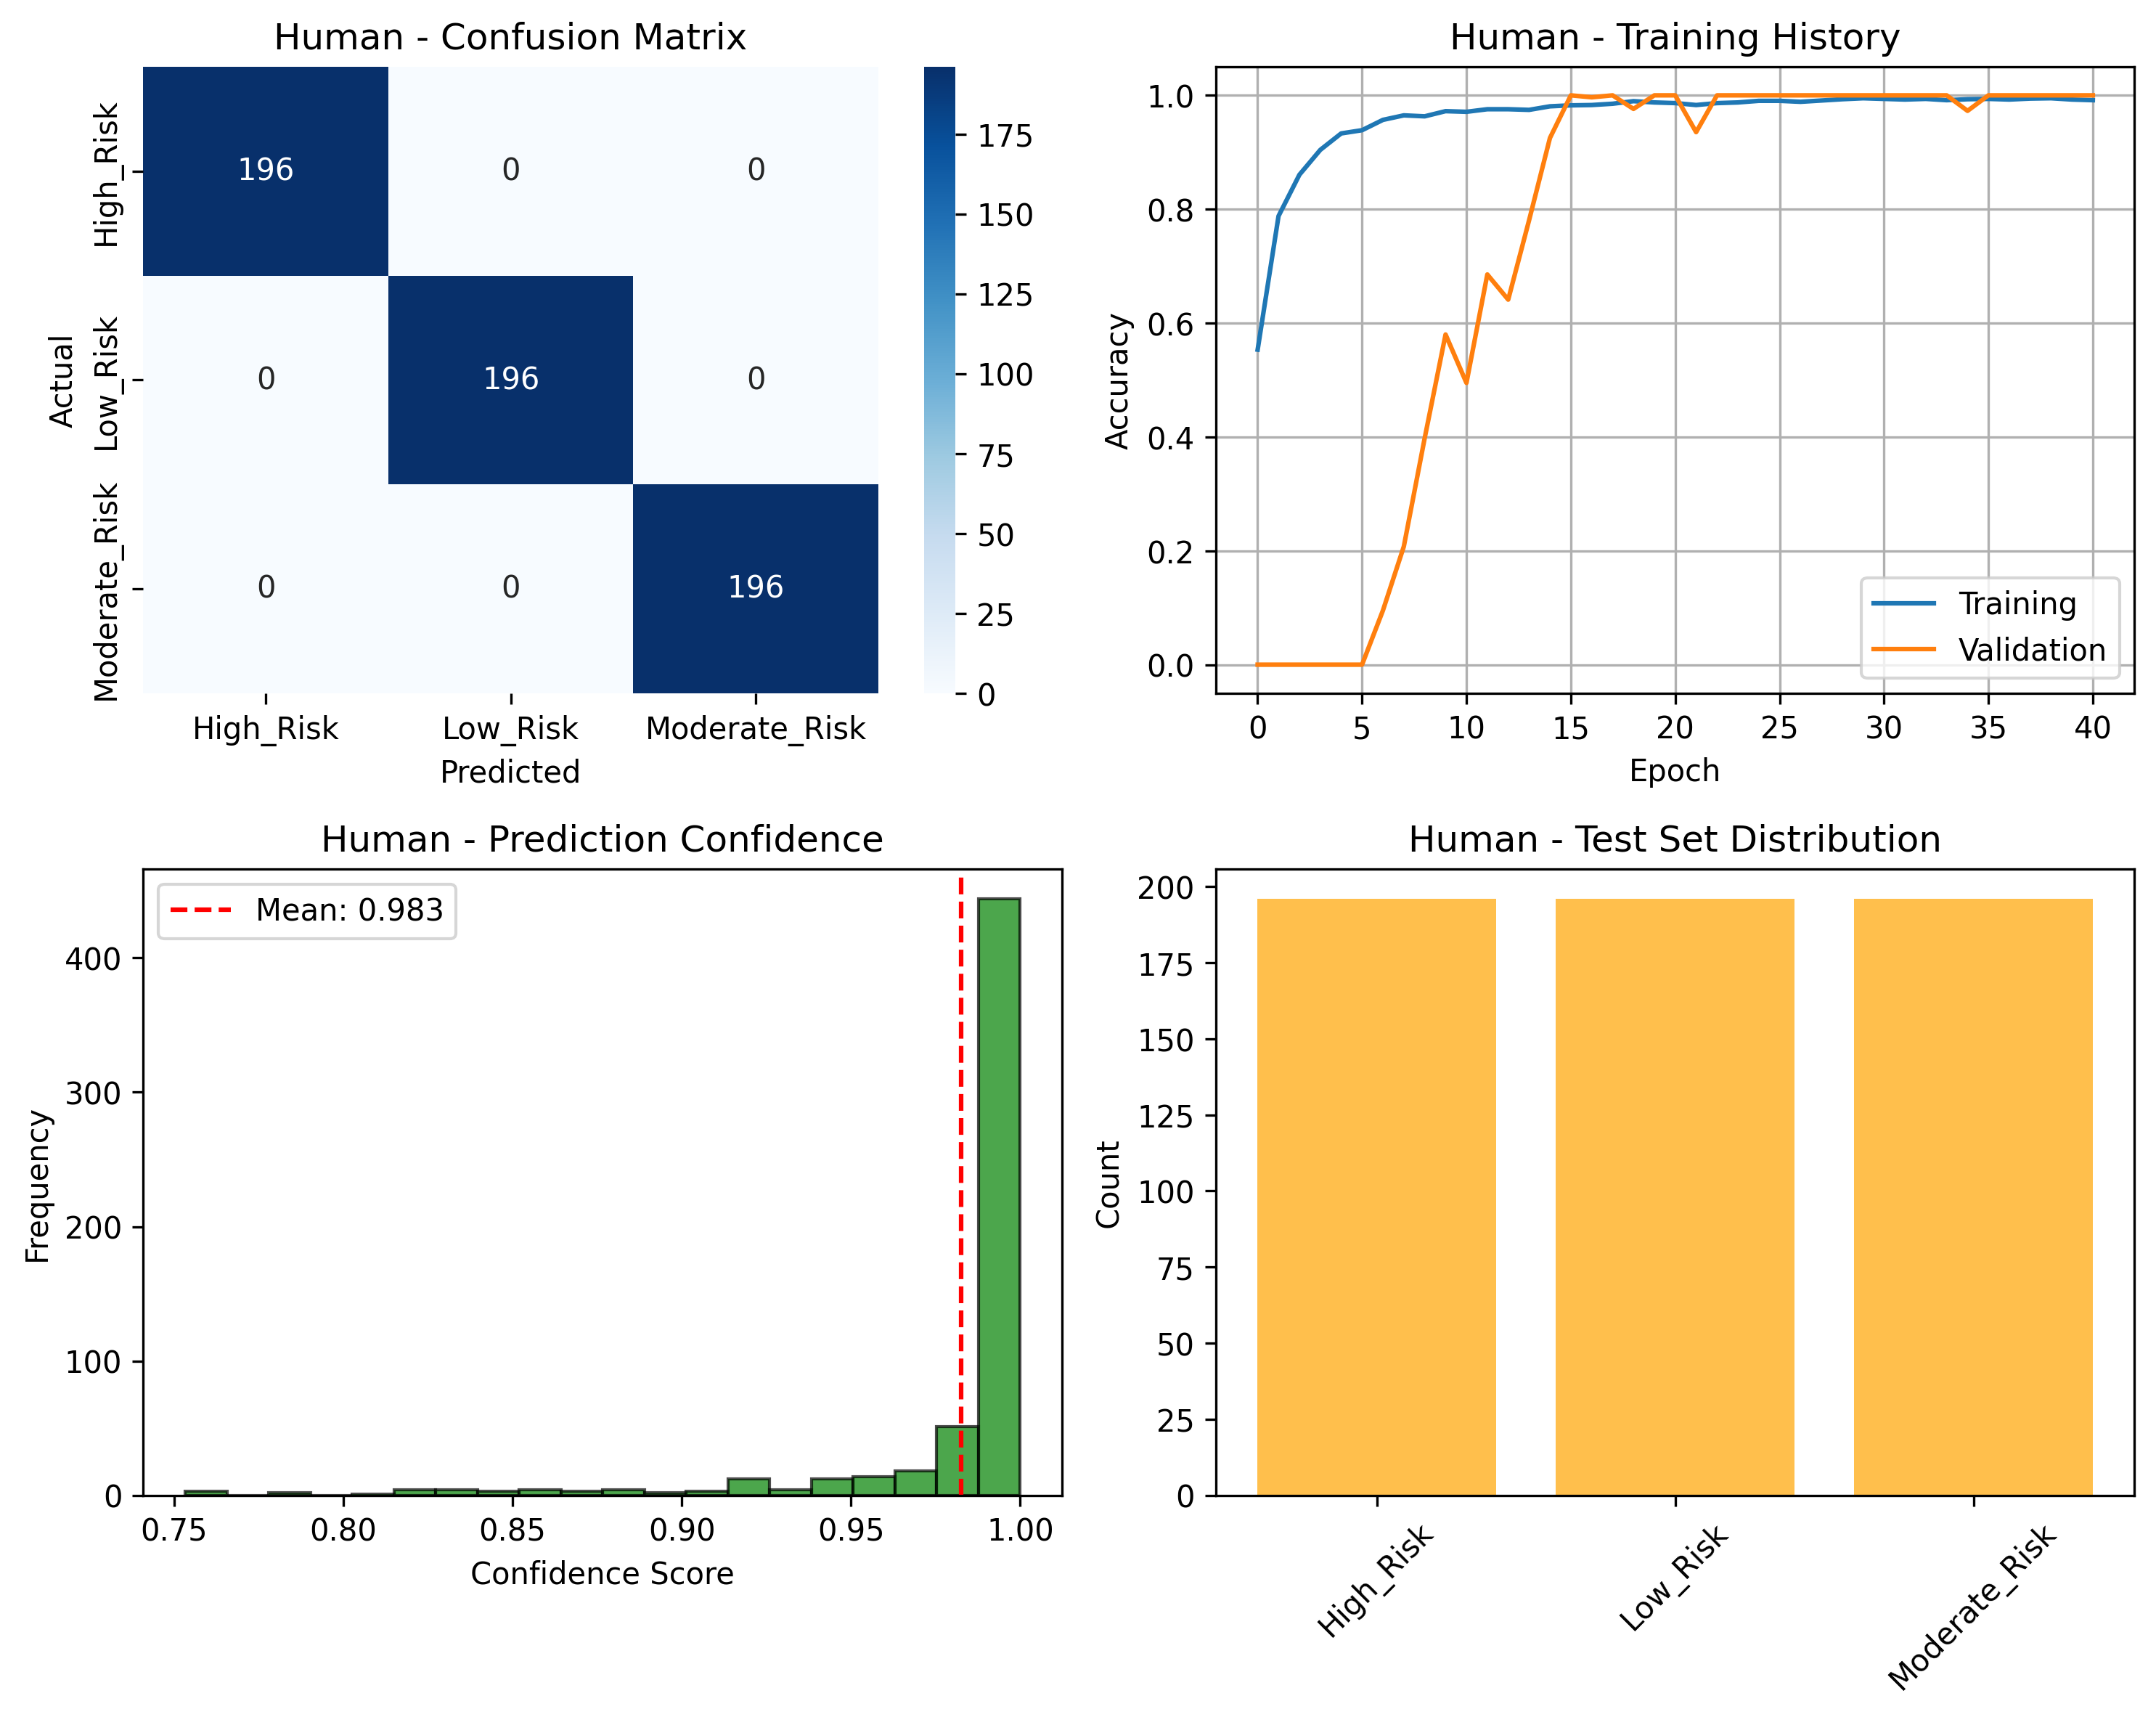 Human - Confusion Matrix
High_Risk
Low_Risk
Moderate_Risk
Actual
196 0 0
0 196 0
0 0 196
High_Risk Low_Risk Moderate_Risk
Predicted
175
150
125
100
75
50
25
0
Human - Training History
Accuracy
1.0
0.8
0.6
0.4
0.2
0.0
0 5 10 15 20 25 30 35 40
Epoch
Training
Validation
Human - Prediction Confidence
Mean: 0.983
Frequency
400
300
200
100
0
0.75 0.80 0.85 0.90 0.95 1.00
Confidence Score
Human - Test Set Distribution
Count
200
175
150
125
100
75
50
25
0
High_Risk
Low_Risk
Moderate_Risk